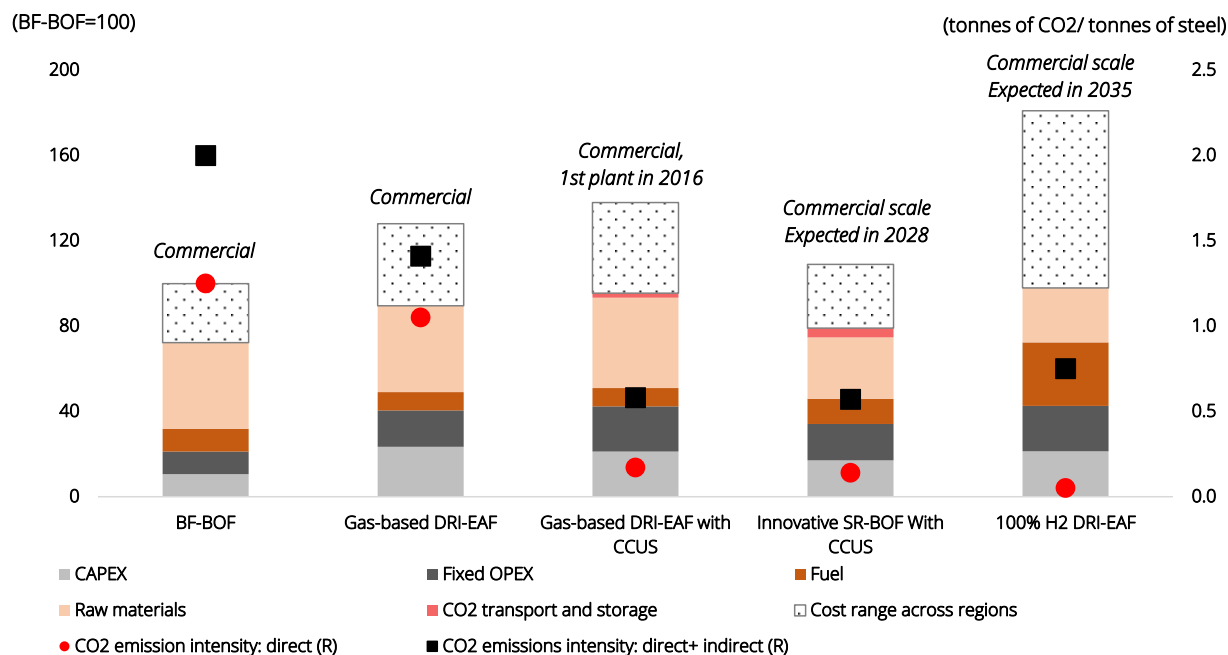 (BF-BOF=100)
(tonnes of CO2/ tonnes of steel)
200
160
120
80
40
0
2.5
2.0
1.5
1.0
0.5
0.0
Commercial
Commercial
Commercial,
1st plant in 2016
Commercial scale
Expected in 2028
Commercial scale
Expected in 2035
BF-BOF
Gas-based DRI-EAF
Gas-based DRI-EAF with
CCUS
Innovative SR-BOF With
CCUS
100% H2 DRI-EAF
CAPEX
Fixed OPEX
Fuel
Raw materials
CO2 transport and storage
Cost range across regions
CO2 emission intensity: direct (R)
CO2 emissions intensity: direct+ indirect (R)